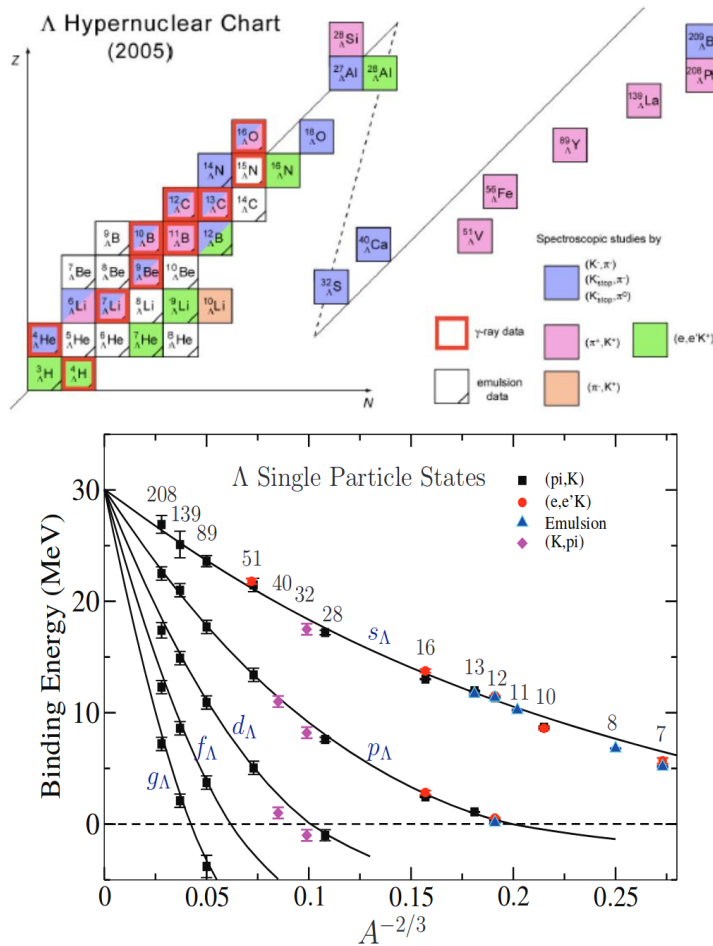 Λ Hypernuclear Chart
(2005)
Z
²⁸ΛSi
²⁷ΛAl ²⁸ΛAl
²⁰⁹ΛB
²⁰⁸ΛP
¹³⁹ΛLa
⁸⁹ΛY
⁵⁶ΛFe
⁵¹ΛV
⁴⁰ΛCa
³²ΛS
¹⁶ΛO ¹⁸ΛO
¹⁴ΛN ¹⁵ΛN ¹⁶ΛN
¹²ΛC ¹³ΛC ¹⁴ΛC
⁹ΛB ¹⁰ΛB ¹¹ΛB ¹²ΛB
⁷ΛBe ⁸ΛBe ⁹ΛBe ¹⁰ΛBe
⁶ΛLi ⁷ΛLi ⁸ΛLi ⁹ΛLi ¹⁰ΛLi
⁴ΛHe ⁵ΛHe ⁶ΛHe ⁷ΛHe ⁸ΛHe
³ΛH ⁴ΛH
N
Spectroscopic studies by
(K⁻,π⁻)
(K⁻stop,π⁻)
(K⁻stop,π⁰)
γ-ray data
(π⁺,K⁺)
(e,e'K⁺)
emulsion
data
(π⁻,K⁺)
Λ Single Particle States
(pi,K)
(e,e'K)
Emulsion
(K,pi)
208
139
89
51
40
32
28
16
13
12
11
10
8
7
sΛ
pΛ
dΛ
fΛ
gΛ
30
20
10
0
Binding Energy (MeV)
0 0.05 0.1 0.15 0.2 0.25
A⁻²/³